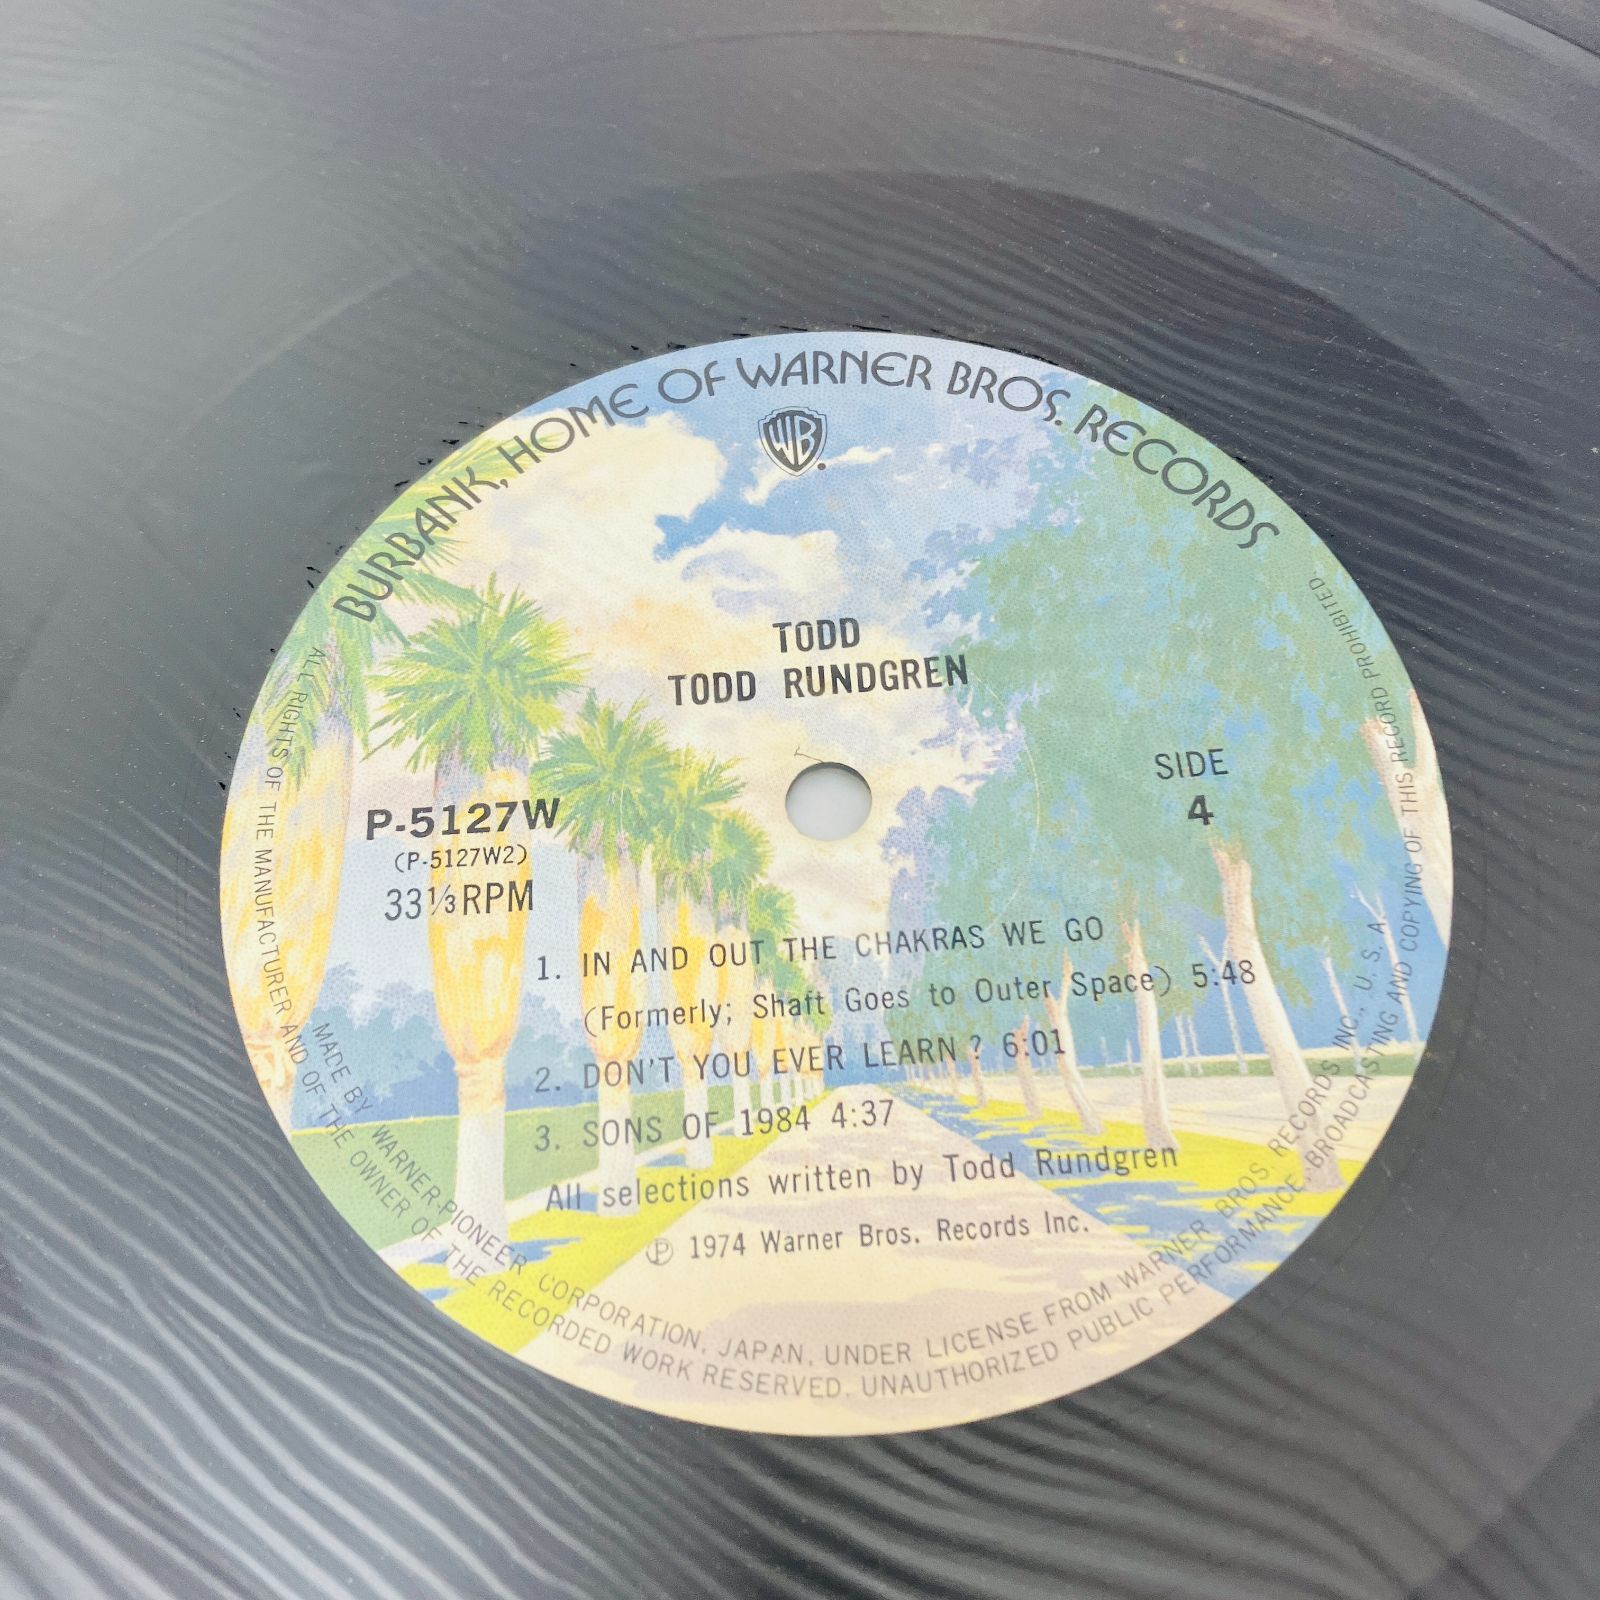 BURBANK, HOME OF WARNER BROS. RECORDS
WB
TODD
TODD RUNDGREN
P-5127W
(P-5127W2)
33⅓RPM
SIDE
4
1. IN AND OUT THE CHAKRAS WE GO
(Formerly; Shaft Goes to Outer Space) 5:48
2. DON'T YOU EVER LEARN? 6:01
3. SONS OF 1984 4:37
All selections written by Todd Rundgren
Ⓟ 1974 Warner Bros. Records Inc.
MADE BY WARNER-PIONEER CORPORATION, JAPAN, UNDER LICENSE FROM WARNER BROS. RECORDS INC., U. S. A.
ALL RIGHTS OF THE MANUFACTURER AND OF THE OWNER OF THE RECORDED WORK RESERVED. UNAUTHORIZED PUBLIC PERFORMANCE, BROADCASTING AND COPYING OF THIS RECORD PROHIBITED.